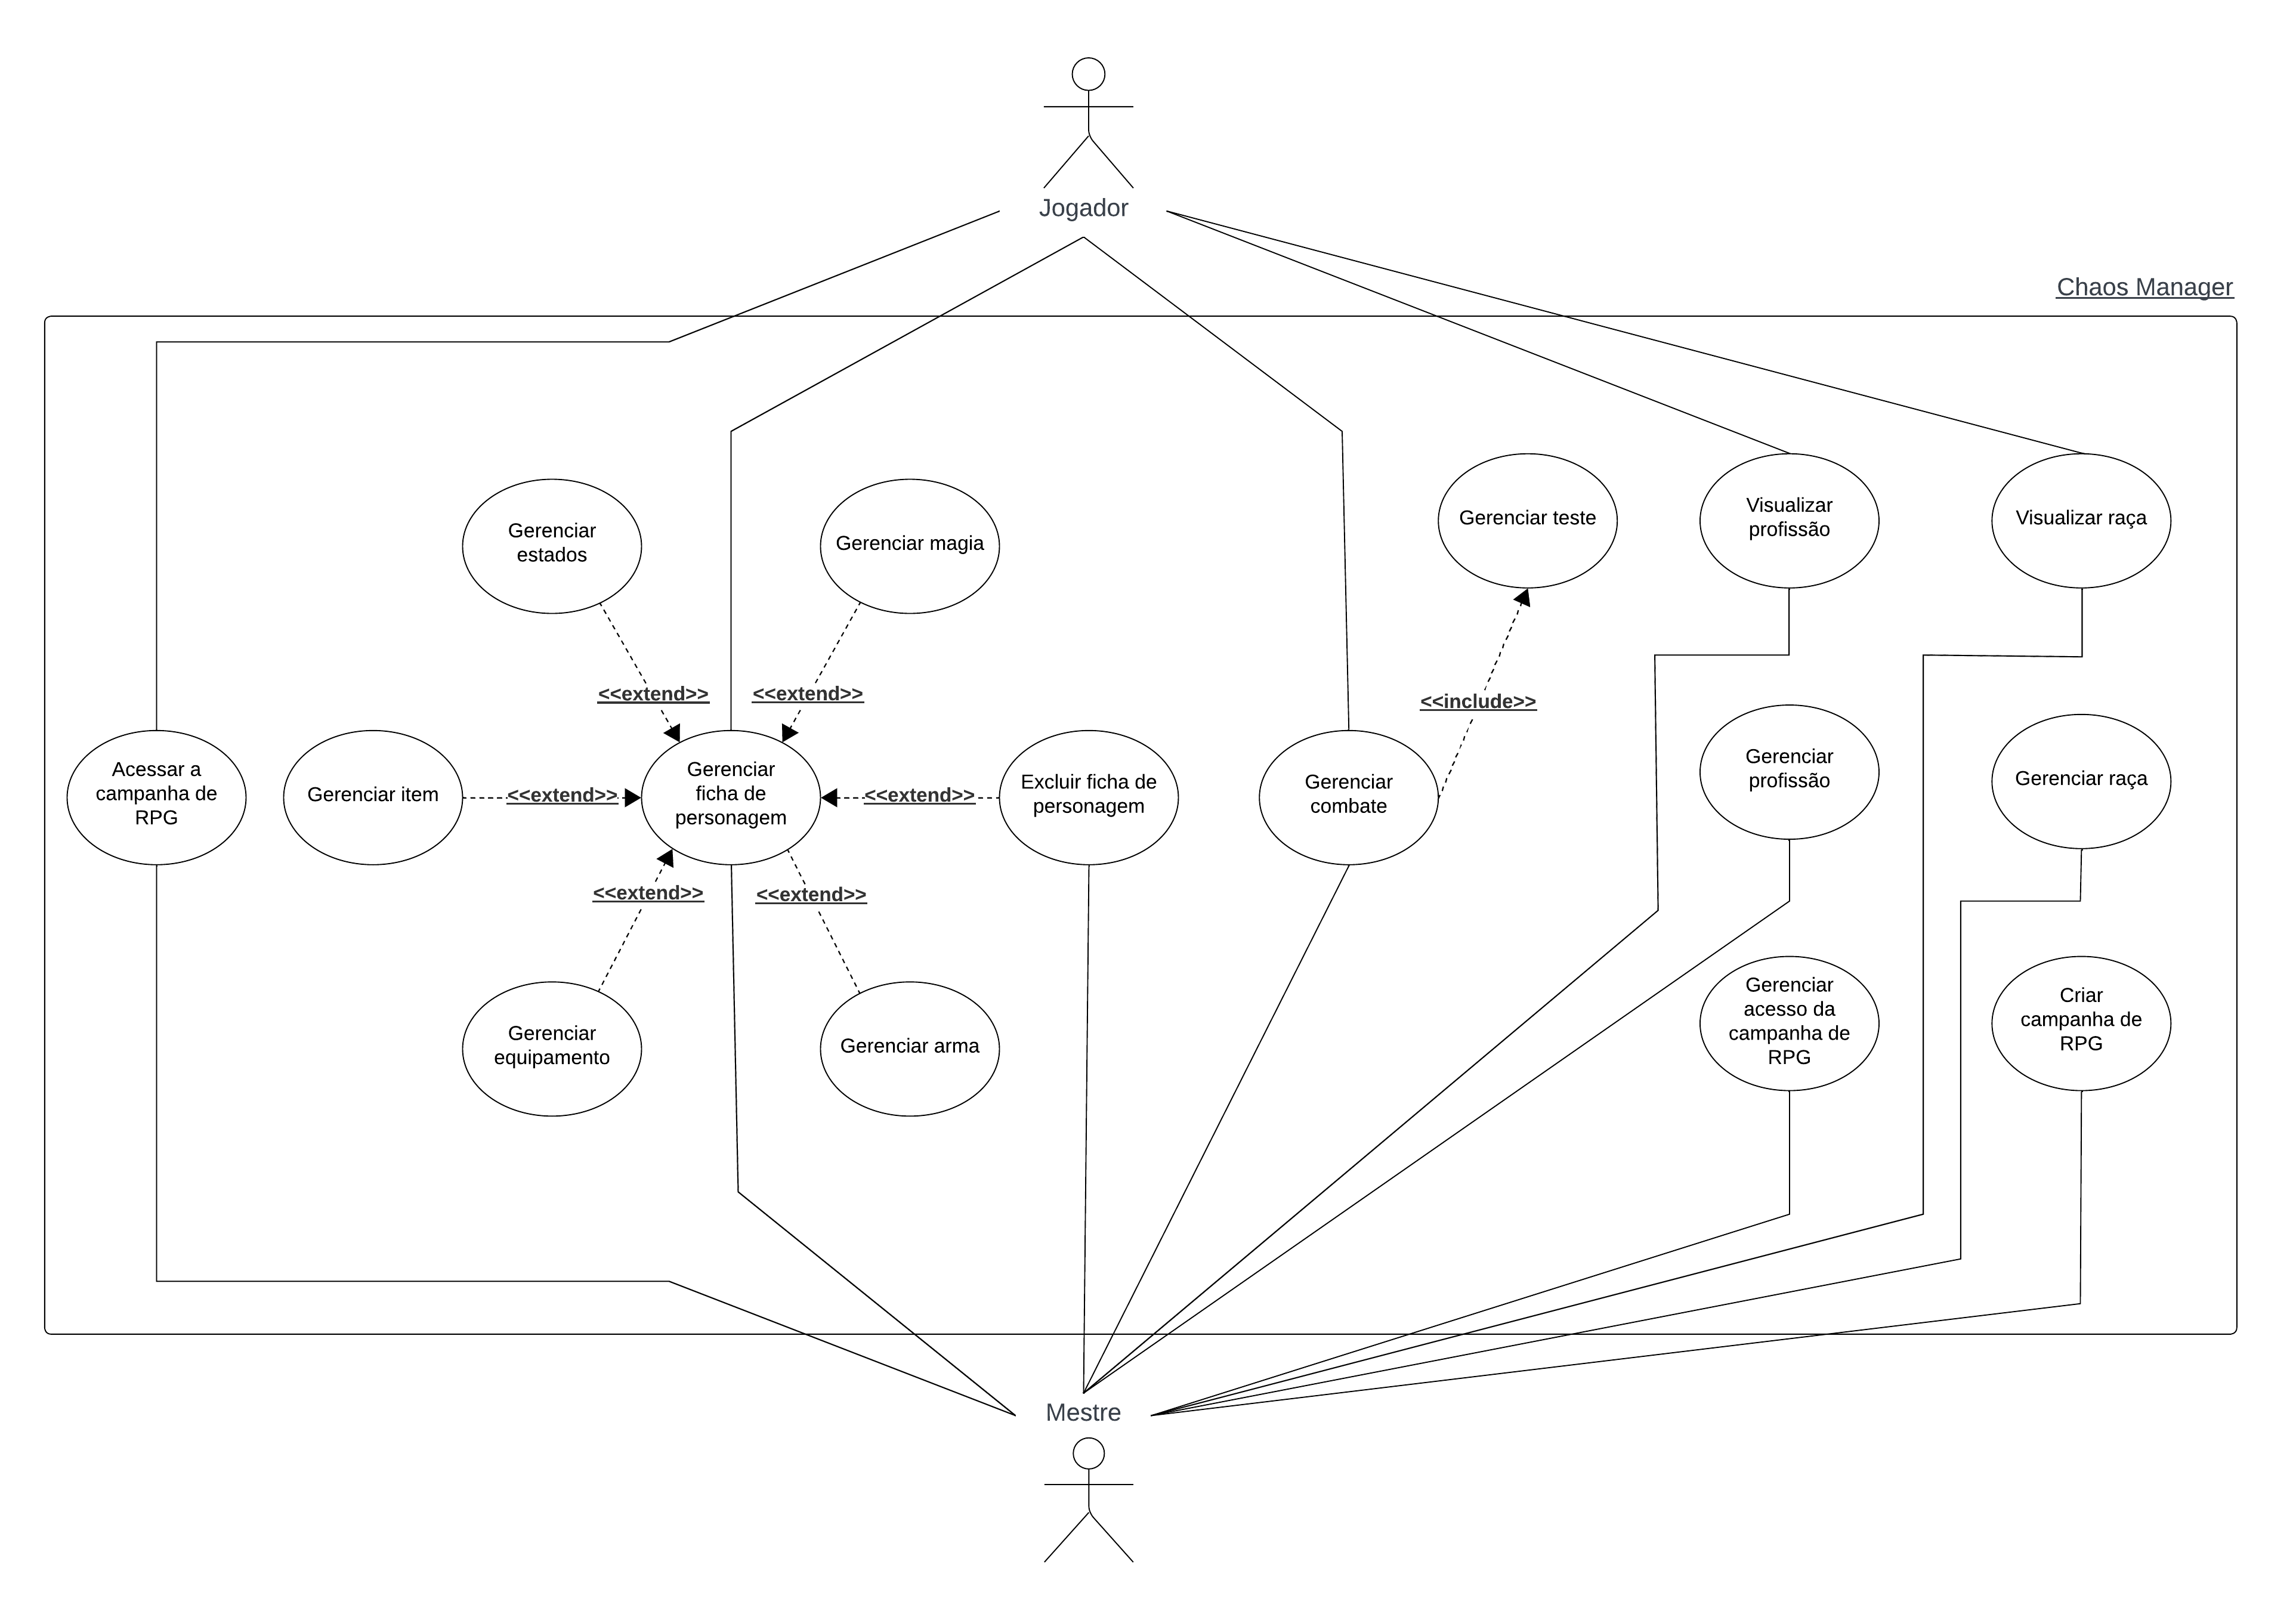 Jogador
Chaos Manager
Gerenciar teste
Visualizar
profissão
Visualizar raça
Gerenciar
estados
Gerenciar magia
<<extend>>
<<extend>>
<<include>>
Acessar a
campanha de
RPG
Gerenciar item
<<extend>>
Gerenciar
ficha de
personagem
<<extend>>
Excluir ficha de
personagem
Gerenciar
combate
Gerenciar
profissão
Gerenciar raça
<<extend>>
<<extend>>
Gerenciar
equipamento
Gerenciar arma
Gerenciar
acesso da
campanha de
RPG
Criar
campanha de
RPG
Mestre